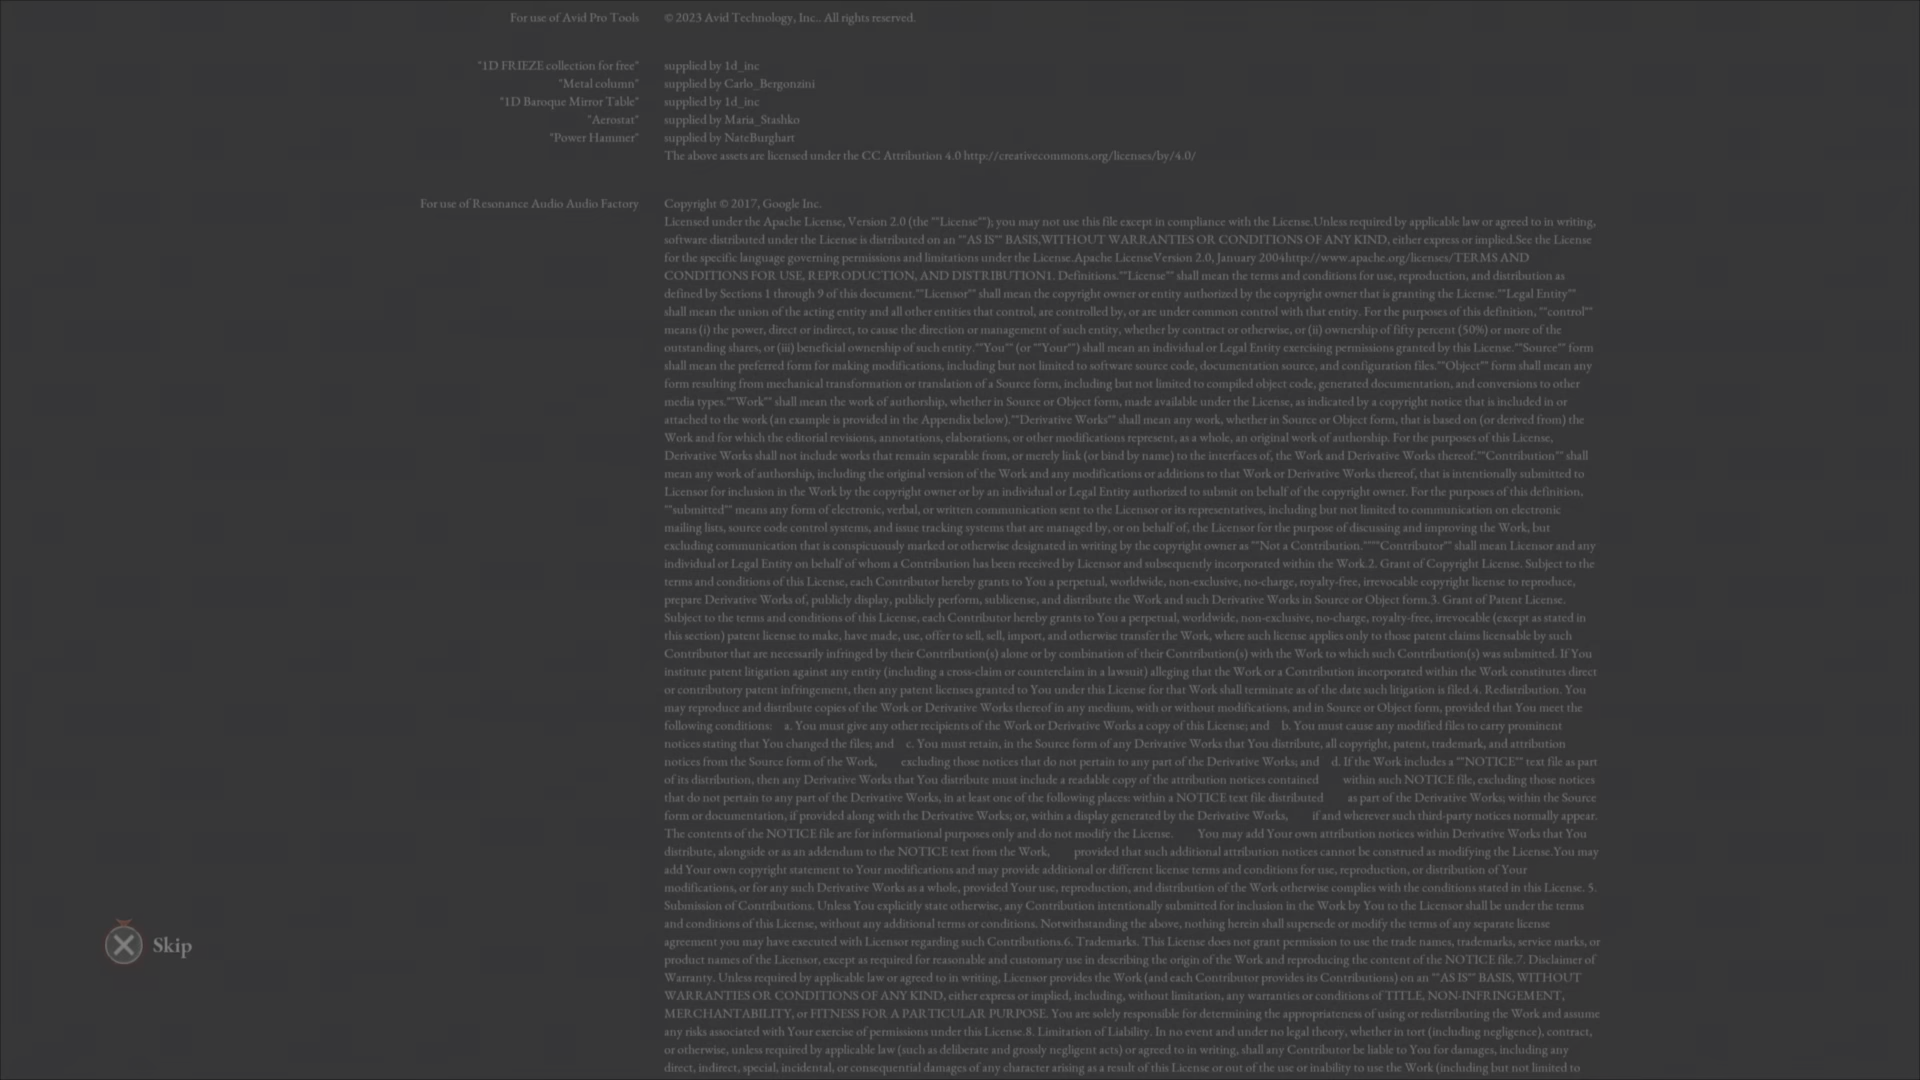 For use of Avid Pro Tools © 2023 Avid Technology, Inc.. All rights reserved.
"1D FRIEZE collection for free" supplied by 1d_inc
"Metal column" supplied by Carlo_Bergonzini
"1D Baroque Mirror Table" supplied by 1d_inc
"Aerostat" supplied by Maria_Stashko
"Power Hammer" supplied by NateBurghart
The above assets are licensed under the CC Attribution 4.0 http://creativecommons.org/licenses/by/4.0/
For use of Resonance Audio Audio Factory Copyright © 2017, Google Inc.
Licensed under the Apache License, Version 2.0 (the ""License""); you may not use this file except in compliance with the License.Unless required by applicable law or agreed to in writing,
software distributed under the License is distributed on an ""AS IS"" BASIS,WITHOUT WARRANTIES OR CONDITIONS OF ANY KIND, either express or implied.See the License
for the specific language governing permissions and limitations under the License.Apache LicenseVersion 2.0, January 2004http://www.apache.org/licenses/TERMS AND
CONDITIONS FOR USE, REPRODUCTION, AND DISTRIBUTION1. Definitions.""License"" shall mean the terms and conditions for use, reproduction, and distribution as
defined by Sections 1 through 9 of this document.""Licensor"" shall mean the copyright owner or entity authorized by the copyright owner that is granting the License.""Legal Entity""
shall mean the union of the acting entity and all other entities that control, are controlled by, or are under common control with that entity. For the purposes of this definition, ""control""
means (i) the power, direct or indirect, to cause the direction or management of such entity, whether by contract or otherwise, or (ii) ownership of fifty percent (50%) or more of the
outstanding shares, or (iii) beneficial ownership of such entity.""You"" (or ""Your"") shall mean an individual or Legal Entity exercising permissions granted by this License.""Source"" form
shall mean the preferred form for making modifications, including but not limited to software source code, documentation source, and configuration files.""Object"" form shall mean any
form resulting from mechanical transformation or translation of a Source form, including but not limited to compiled object code, generated documentation, and conversions to other
media types.""Work"" shall mean the work of authorship, whether in Source or Object form, made available under the License, as indicated by a copyright notice that is included in or
attached to the work (an example is provided in the Appendix below).""Derivative Works"" shall mean any work, whether in Source or Object form, that is based on (or derived from) the
Work and for which the editorial revisions, annotations, elaborations, or other modifications represent, as a whole, an original work of authorship. For the purposes of this License,
Derivative Works shall not include works that remain separable from, or merely link (or bind by name) to the interfaces of, the Work and Derivative Works thereof.""Contribution"" shall
mean any work of authorship, including the original version of the Work and any modifications or additions to that Work or Derivative Works thereof, that is intentionally submitted to
Licensor for inclusion in the Work by the copyright owner or by an individual or Legal Entity authorized to submit on behalf of the copyright owner. For the purposes of this definition,
""submitted"" means any form of electronic, verbal, or written communication sent to the Licensor or its representatives, including but not limited to communication on electronic
mailing lists, source code control systems, and issue tracking systems that are managed by, or on behalf of, the Licensor for the purpose of discussing and improving the Work, but
excluding communication that is conspicuously marked or otherwise designated in writing by the copyright owner as ""Not a Contribution.""""Contributor"" shall mean Licensor and any
individual or Legal Entity on behalf of whom a Contribution has been received by Licensor and subsequently incorporated within the Work.2. Grant of Copyright License. Subject to the
terms and conditions of this License, each Contributor hereby grants to You a perpetual, worldwide, non-exclusive, no-charge, royalty-free, irrevocable copyright license to reproduce,
prepare Derivative Works of, publicly display, publicly perform, sublicense, and distribute the Work and such Derivative Works in Source or Object form.3. Grant of Patent License.
Subject to the terms and conditions of this License, each Contributor hereby grants to You a perpetual, worldwide, non-exclusive, no-charge, royalty-free, irrevocable (except as stated in
this section) patent license to make, have made, use, offer to sell, sell, import, and otherwise transfer the Work, where such license applies only to those patent claims licensable by such
Contributor that are necessarily infringed by their Contribution(s) alone or by combination of their Contribution(s) with the Work to which such Contribution(s) was submitted. If You
institute patent litigation against any entity (including a cross-claim or counterclaim in a lawsuit) alleging that the Work or a Contribution incorporated within the Work constitutes direct
or contributory patent infringement, then any patent licenses granted to You under this License for that Work shall terminate as of the date such litigation is filed.4. Redistribution. You
may reproduce and distribute copies of the Work or Derivative Works thereof in any medium, with or without modifications, and in Source or Object form, provided that You meet the
following conditions: a. You must give any other recipients of the Work or Derivative Works a copy of this License; and b. You must cause any modified files to carry prominent
notices stating that You changed the files; and c. You must retain, in the Source form of any Derivative Works that You distribute, all copyright, patent, trademark, and attribution
notices from the Source form of the Work, excluding those notices that do not pertain to any part of the Derivative Works; and d. If the Work includes a ""NOTICE"" text file as part
of its distribution, then any Derivative Works that You distribute must include a readable copy of the attribution notices contained within such NOTICE file, excluding those notices
that do not pertain to any part of the Derivative Works, in at least one of the following places: within a NOTICE text file distributed as part of the Derivative Works; within the Source
form or documentation, if provided along with the Derivative Works; or, within a display generated by the Derivative Works, if and wherever such third-party notices normally appear.
The contents of the NOTICE file are for informational purposes only and do not modify the License. You may add Your own attribution notices within Derivative Works that You
distribute, alongside or as an addendum to the NOTICE text from the Work, provided that such additional attribution notices cannot be construed as modifying the License.You may
add Your own copyright statement to Your modifications and may provide additional or different license terms and conditions for use, reproduction, or distribution of Your
modifications, or for any such Derivative Works as a whole, provided Your use, reproduction, and distribution of the Work otherwise complies with the conditions stated in this License. 5.
Submission of Contributions. Unless You explicitly state otherwise, any Contribution intentionally submitted for inclusion in the Work by You to the Licensor shall be under the terms
and conditions of this License, without any additional terms or conditions. Notwithstanding the above, nothing herein shall supersede or modify the terms of any separate license
agreement you may have executed with Licensor regarding such Contributions.6. Trademarks. This License does not grant permission to use the trade names, trademarks, service marks, or
product names of the Licensor, except as required for reasonable and customary use in describing the origin of the Work and reproducing the content of the NOTICE file.7. Disclaimer of
Warranty. Unless required by applicable law or agreed to in writing, Licensor provides the Work (and each Contributor provides its Contributions) on an ""AS IS"" BASIS, WITHOUT
WARRANTIES OR CONDITIONS OF ANY KIND, either express or implied, including, without limitation, any warranties or conditions of TITLE, NON-INFRINGEMENT,
MERCHANTABILITY, or FITNESS FOR A PARTICULAR PURPOSE. You are solely responsible for determining the appropriateness of using or redistributing the Work and assume
any risks associated with Your exercise of permissions under this License.8. Limitation of Liability. In no event and under no legal theory, whether in tort (including negligence), contract,
or otherwise, unless required by applicable law (such as deliberate and grossly negligent acts) or agreed to in writing, shall any Contributor be liable to You for damages, including any
direct, indirect, special, incidental, or consequential damages of any character arising as a result of this License or out of the use or inability to use the Work (including but not limited to
Skip